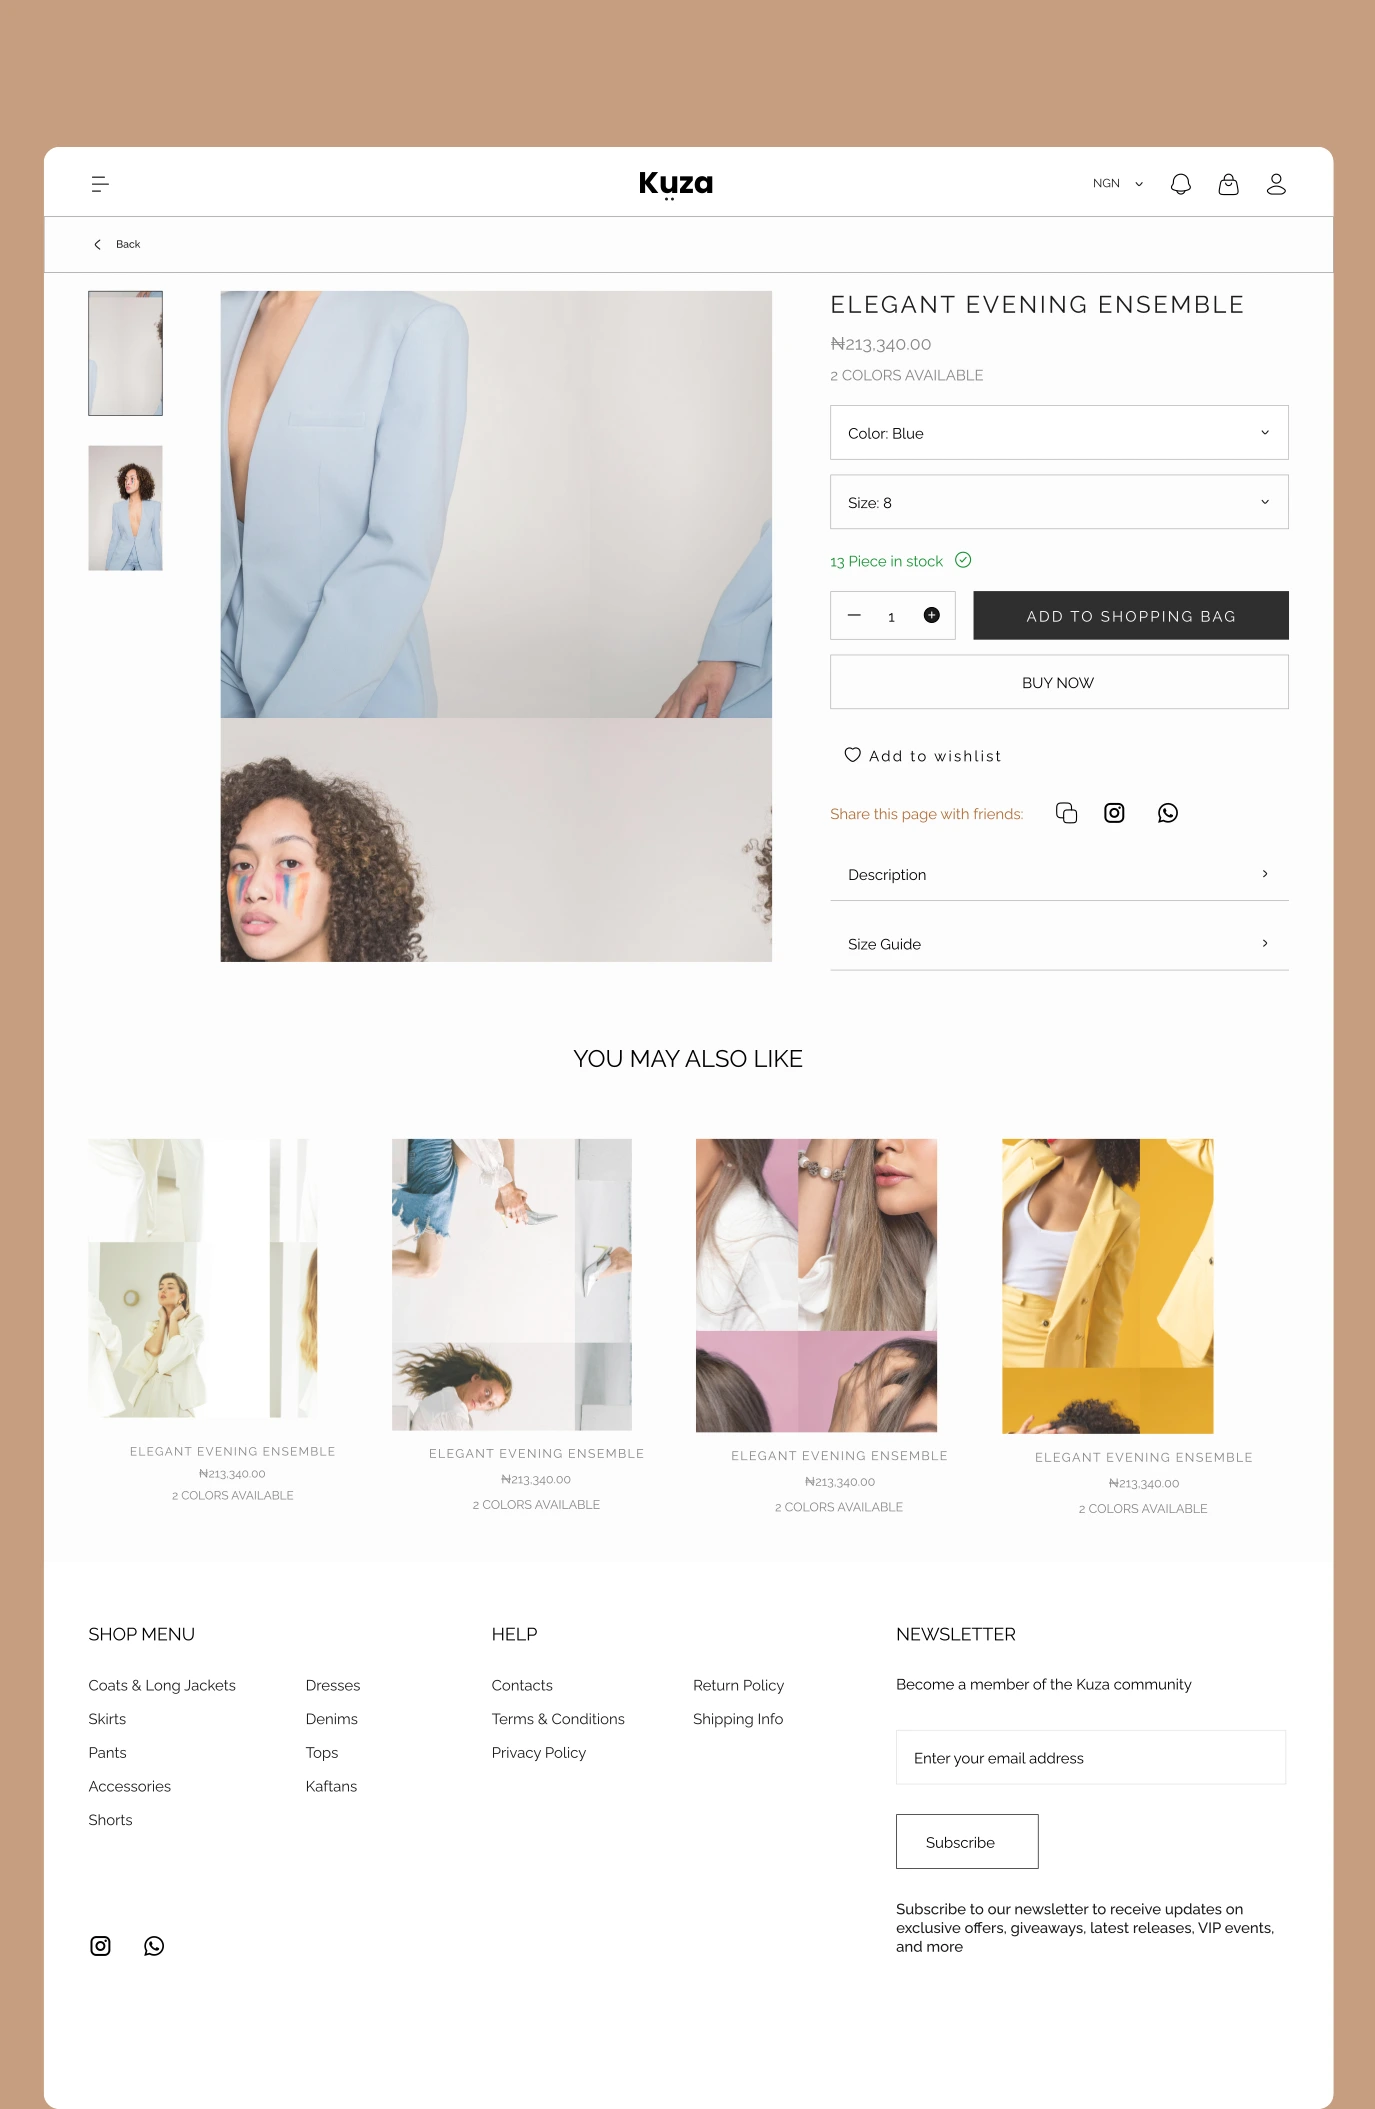 Kuza
NGN
Back
ELEGANT EVENING ENSEMBLE
₦213,340.00
2 COLORS AVAILABLE
Color: Blue
Size: 8
13 Piece in stock
1
ADD TO SHOPPING BAG
BUY NOW
Add to wishlist
Share this page with friends:
Description
Size Guide
YOU MAY ALSO LIKE
ELEGANT EVENING ENSEMBLE
₦213,340.00
2 COLORS AVAILABLE
ELEGANT EVENING ENSEMBLE
₦213,340.00
2 COLORS AVAILABLE
ELEGANT EVENING ENSEMBLE
₦213,340.00
2 COLORS AVAILABLE
ELEGANT EVENING ENSEMBLE
₦213,340.00
2 COLORS AVAILABLE
SHOP MENU
Coats & Long Jackets
Skirts
Pants
Accessories
Shorts
Dresses
Denims
Tops
Kaftans
HELP
Contacts
Terms & Conditions
Privacy Policy
Return Policy
Shipping Info
NEWSLETTER
Become a member of the Kuza community
Enter your email address
Subscribe
Subscribe to our newsletter to receive updates on
exclusive offers, giveaways, latest releases, VIP events,
and more